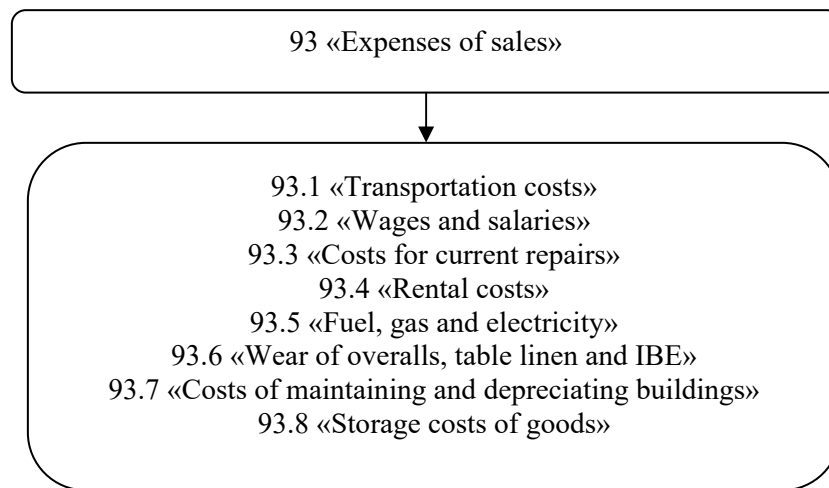 93 «Expenses of sales»
93.1 «Transportation costs»
93.2 «Wages and salaries»
93.3 «Costs for current repairs»
93.4 «Rental costs»
93.5 «Fuel, gas and electricity»
93.6 «Wear of overalls, table linen and IBE»
93.7 «Costs of maintaining and depreciating buildings»
93.8 «Storage costs of goods»